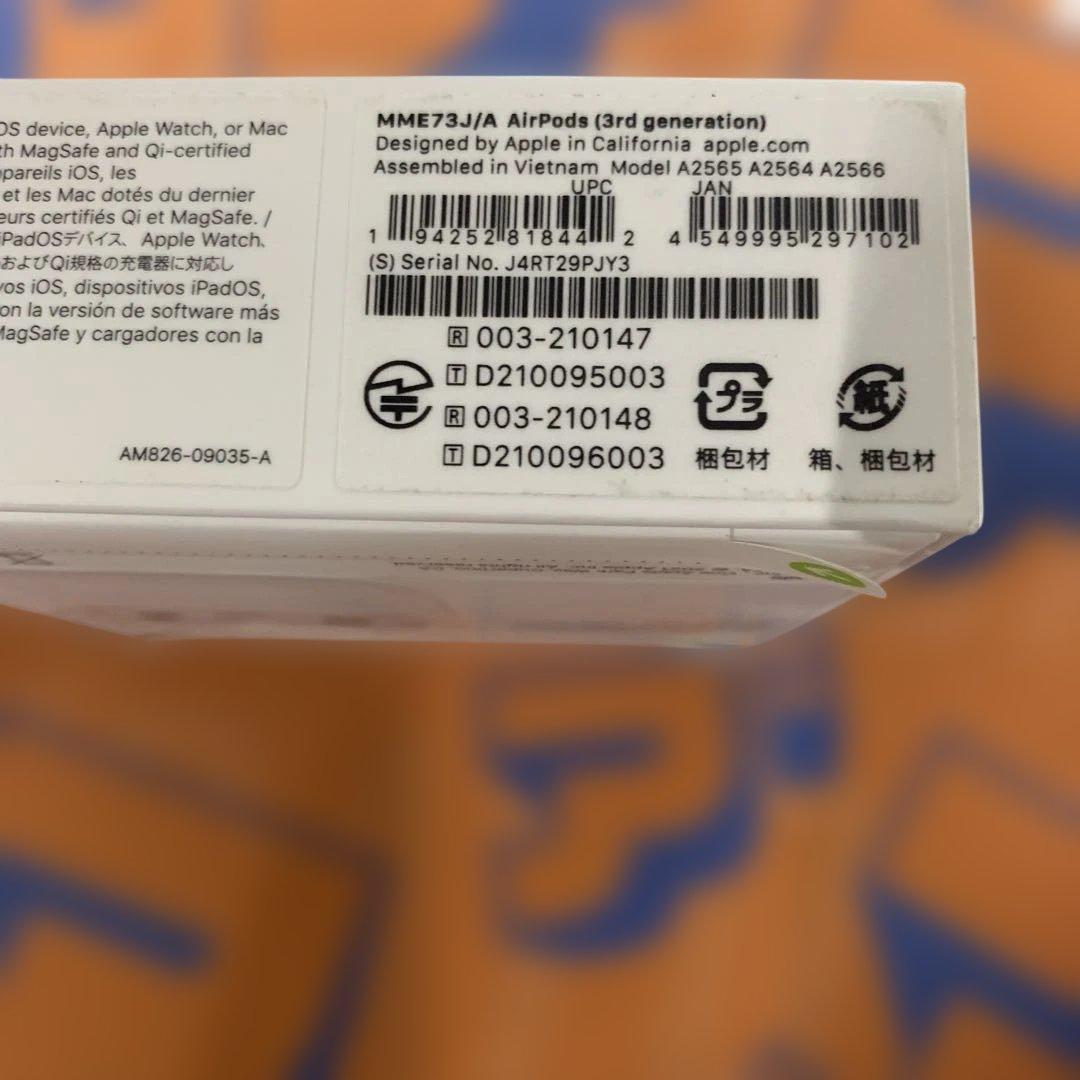 OS device, Apple Watch, or Mac
th MagSafe and Qi-certified
pareils iOS, les
et les Mac dotés du dernier
eurs certifiés Qi et MagSafe. /
iPadOSデバイス、Apple Watch、
およびQi規格の充電器に対応し
vos iOS, dispositivos iPadOS,
on la versión de software más
MagSafe y cargadores con la
AM826-09035-A
MME73J/A AirPods (3rd generation)
Designed by Apple in California apple.com
Assembled in Vietnam Model A2565 A2564 A2566
UPC JAN
1 94252 81844 2 4 549995 297102
(S) Serial No. J4RT29PJY3
R 003-210147
T D210095003
R 003-210148
T D210096003
プラ
梱包材
紙
箱、梱包材